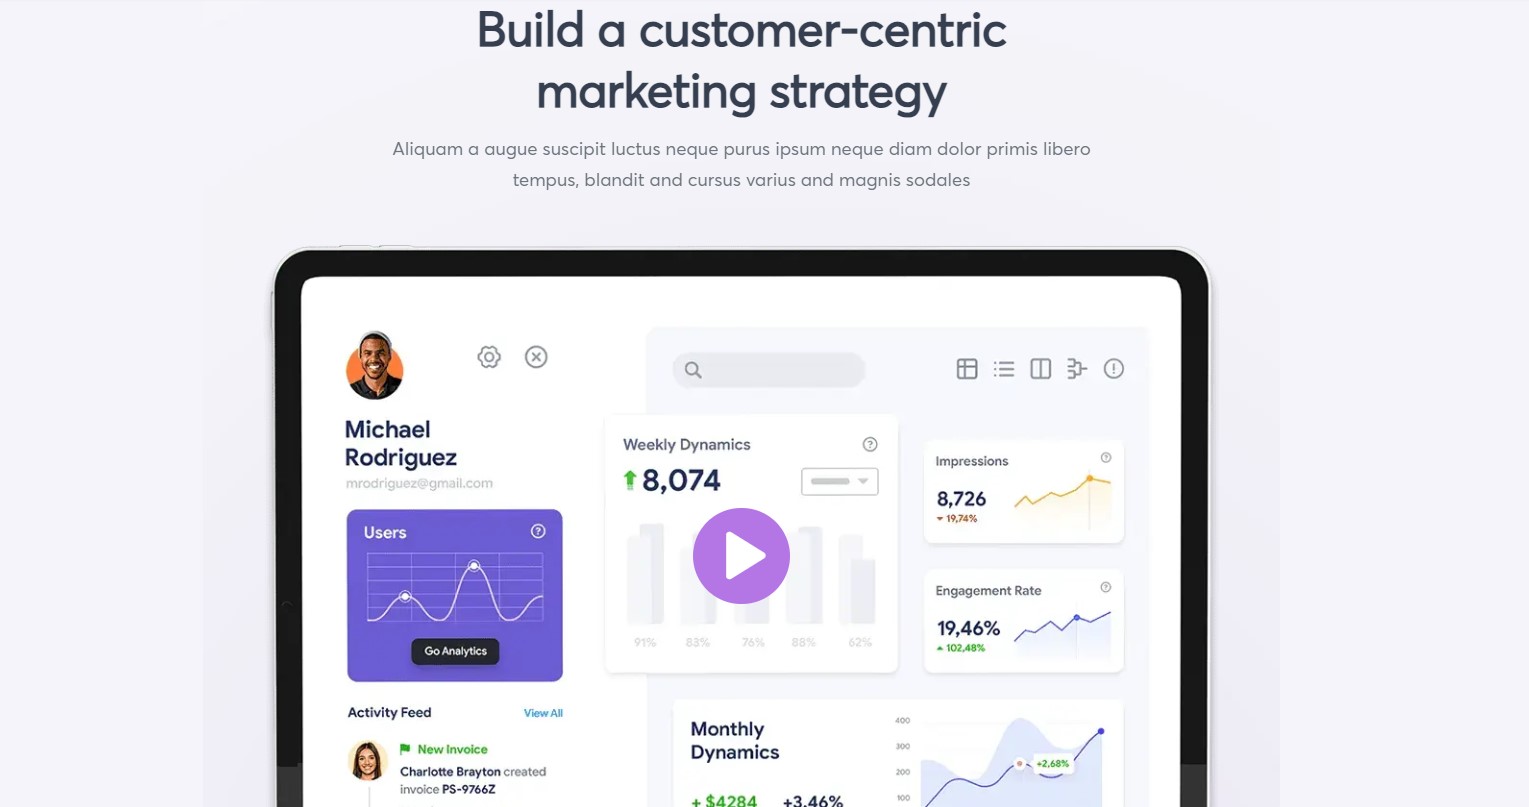 Build a customer-centric
marketing strategy
Aliquam a augue suscipit luctus neque purus ipsum neque diam dolor primis libero
tempus, blandit and cursus varius and magnis sodales
Michael
Rodriguez
mrodriguez@gmail.com
Users
Go Analytics
Activity Feed View All
New Invoice
Charlotte Brayton created
invoice PS-9766Z
Weekly Dynamics
8,074
91% 83% 76% 88% 62%
Impressions
8,726
19,74%
Engagement Rate
19,46%
102,48%
Monthly
Dynamics
+ $4284 +3,46%
400
300
200
100
+2,68%